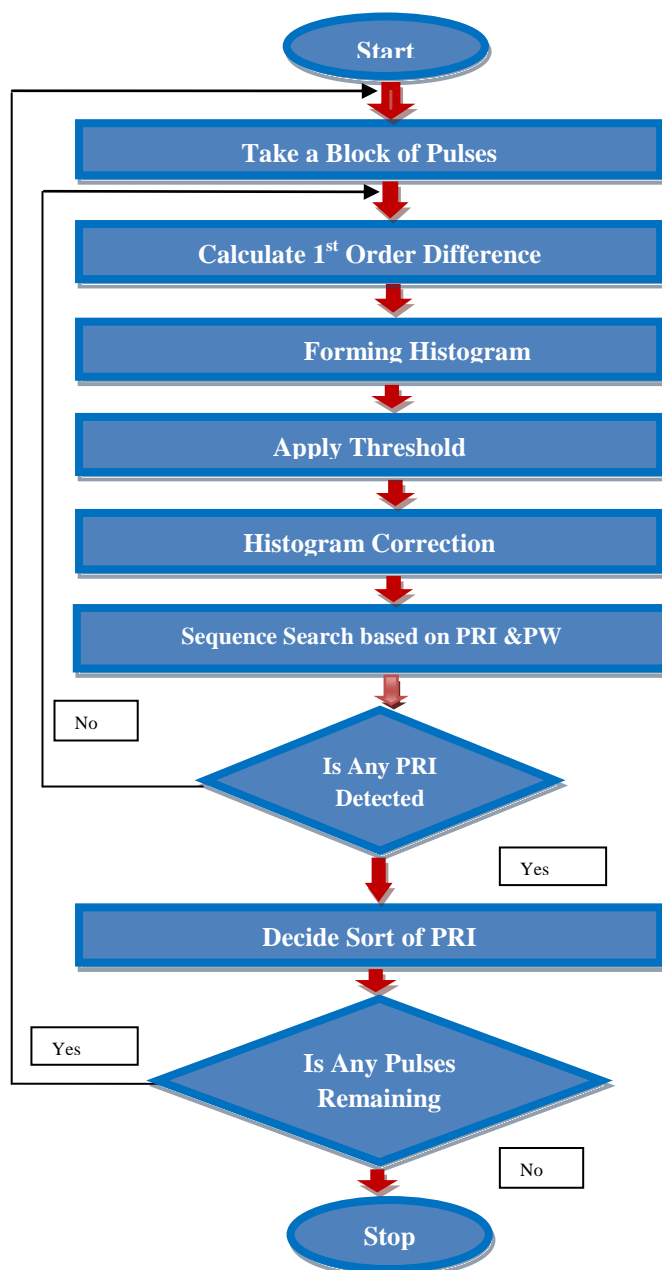 Start
Take a Block of Pulses
Calculate 1st Order Difference
Forming Histogram
Apply Threshold
Histogram Correction
Sequence Search based on PRI &PW
No
Is Any PRI
Detected
Yes
Decide Sort of PRI
Yes
Is Any Pulses
Remaining
No
Stop